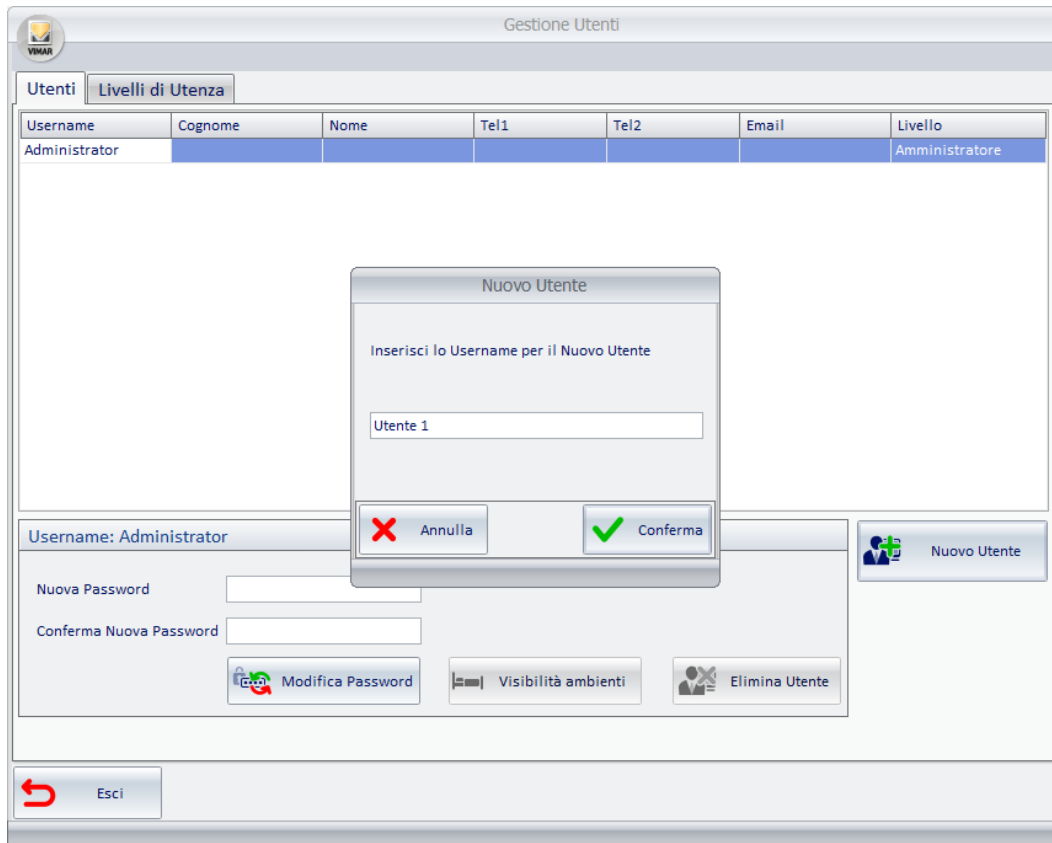 Gestione Utenti
VIMAR
Utenti Livelli di Utenza
Username Cognome Nome Tel1 Tel2 Email Livello
Administrator Amministratore
Nuovo Utente
Inserisci lo Username per il Nuovo Utente
Utente 1
Annulla Conferma
Username: Administrator
Nuovo Utente
Nuova Password
Conferma Nuova Password
Modifica Password Visibilità ambienti Elimina Utente
Esci